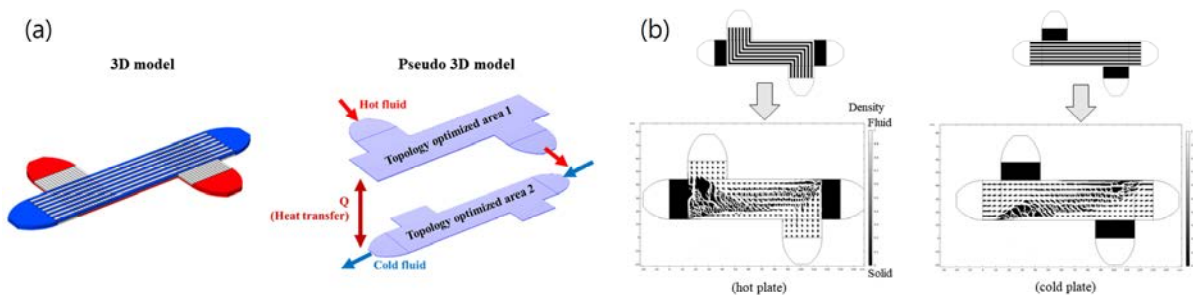 (a)
3D model
Pseudo 3D model
Hot fluid
Topology optimized area 1
Q
(Heat transfer)
Topology optimized area 2
Cold fluid
(b)
Density
Fluid
Solid
(hot plate)
(cold plate)